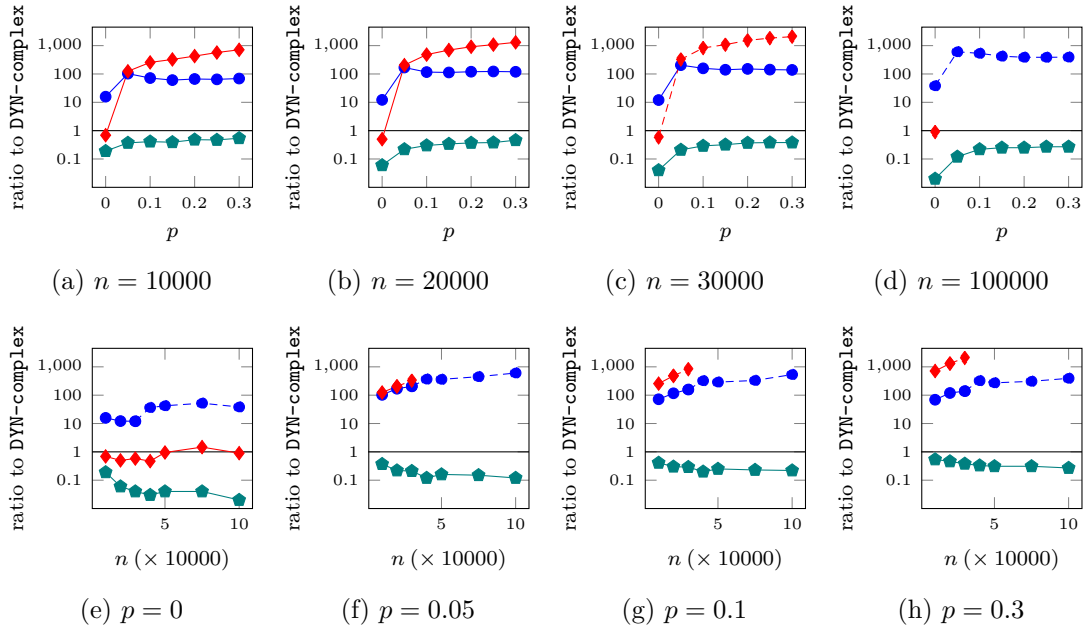 ratio to DYN-complex
1,000
100
10
1
0.1
0 0.1 0.2 0.3
p
(a) n = 10000
ratio to DYN-complex
1,000
100
10
1
0.1
0 0.1 0.2 0.3
p
(b) n = 20000
ratio to DYN-complex
1,000
100
10
1
0.1
0 0.1 0.2 0.3
p
(c) n = 30000
ratio to DYN-complex
1,000
100
10
1
0.1
0 0.1 0.2 0.3
p
(d) n = 100000
ratio to DYN-complex
1,000
100
10
1
0.1
5 10
n (× 10000)
(e) p = 0
ratio to DYN-complex
1,000
100
10
1
0.1
5 10
n (× 10000)
(f) p = 0.05
ratio to DYN-complex
1,000
100
10
1
0.1
5 10
n (× 10000)
(g) p = 0.1
ratio to DYN-complex
1,000
100
10
1
0.1
5 10
n (× 10000)
(h) p = 0.3